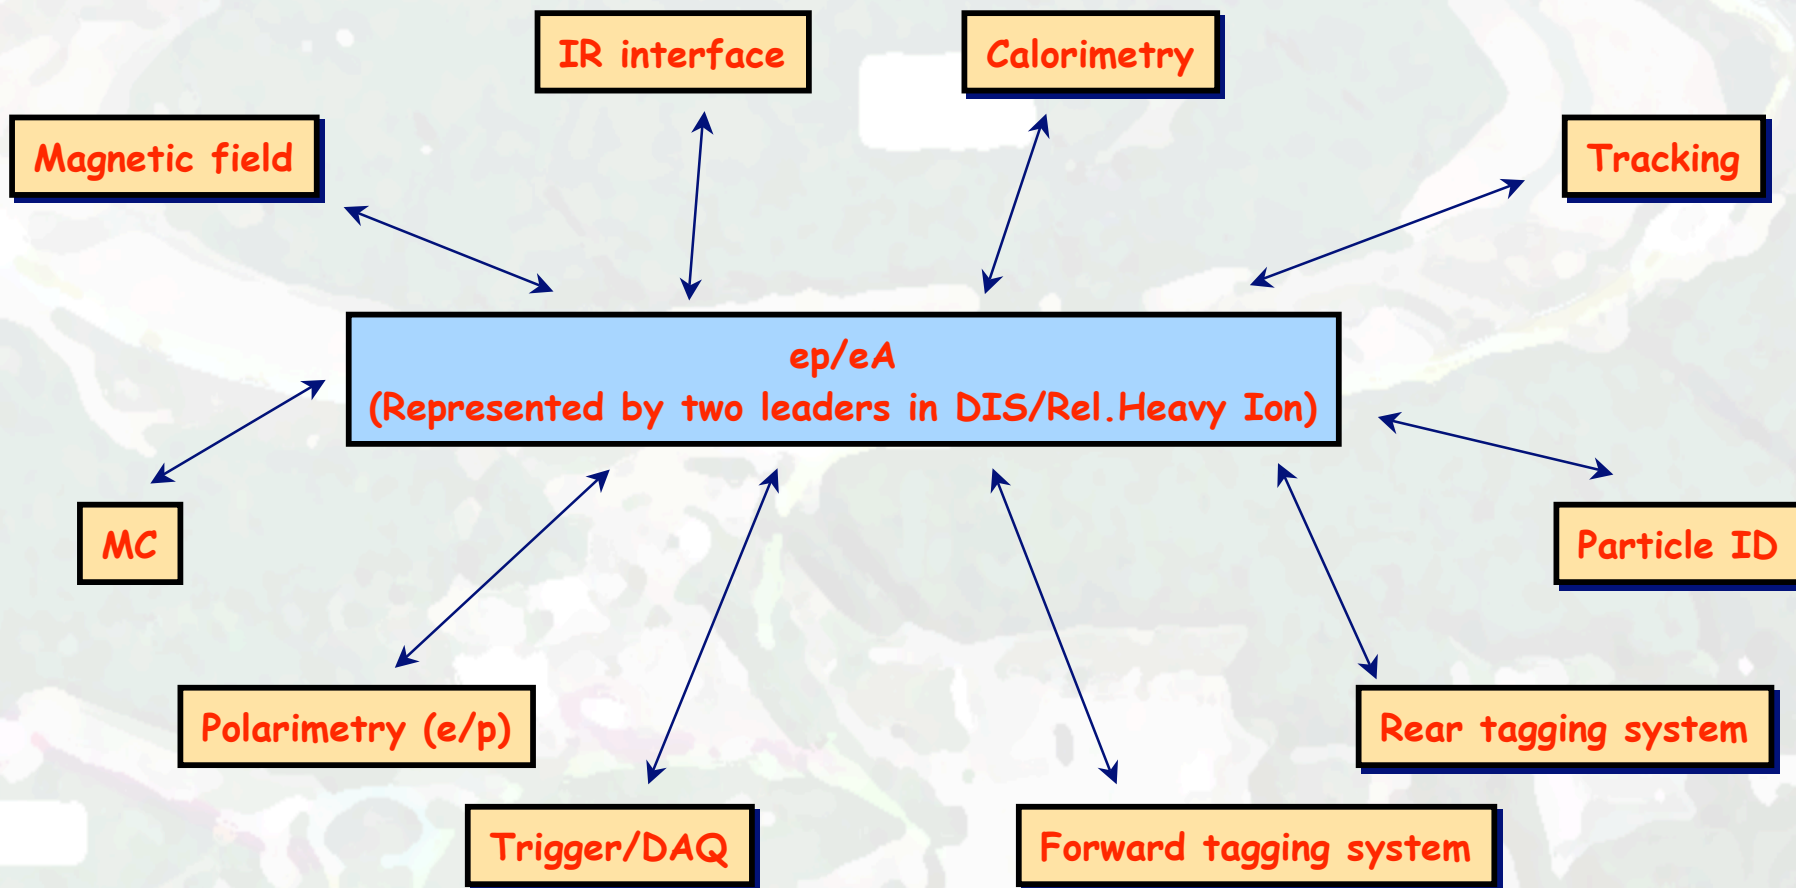 IR interface
Calorimetry
Magnetic field
Tracking
ep/eA
(Represented by two leaders in DIS/Rel.Heavy Ion)
MC
Particle ID
Polarimetry (e/p)
Rear tagging system
Trigger/DAQ
Forward tagging system